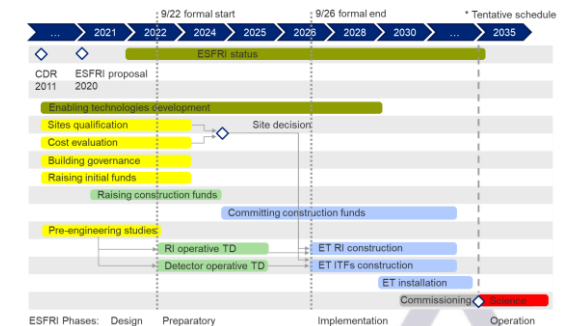 9/22 formal start 9/26 formal end * Tentative schedule
... 2021 2022 2024 2025 2026 2028 2030 ... 2035
ESFRI status
CDR ESFRI proposal
2011 2020
Enabling technologies development
Sites qualification Site decision
Cost evaluation
Building governance
Raising initial funds
Raising construction funds
Committing construction funds
Pre-engineering studies
RI operative TD ET RI construction
Detector operative TD ET ITFs construction
ET installation
Commissioning Science
ESFRI Phases: Design Preparatory Implementation Operation